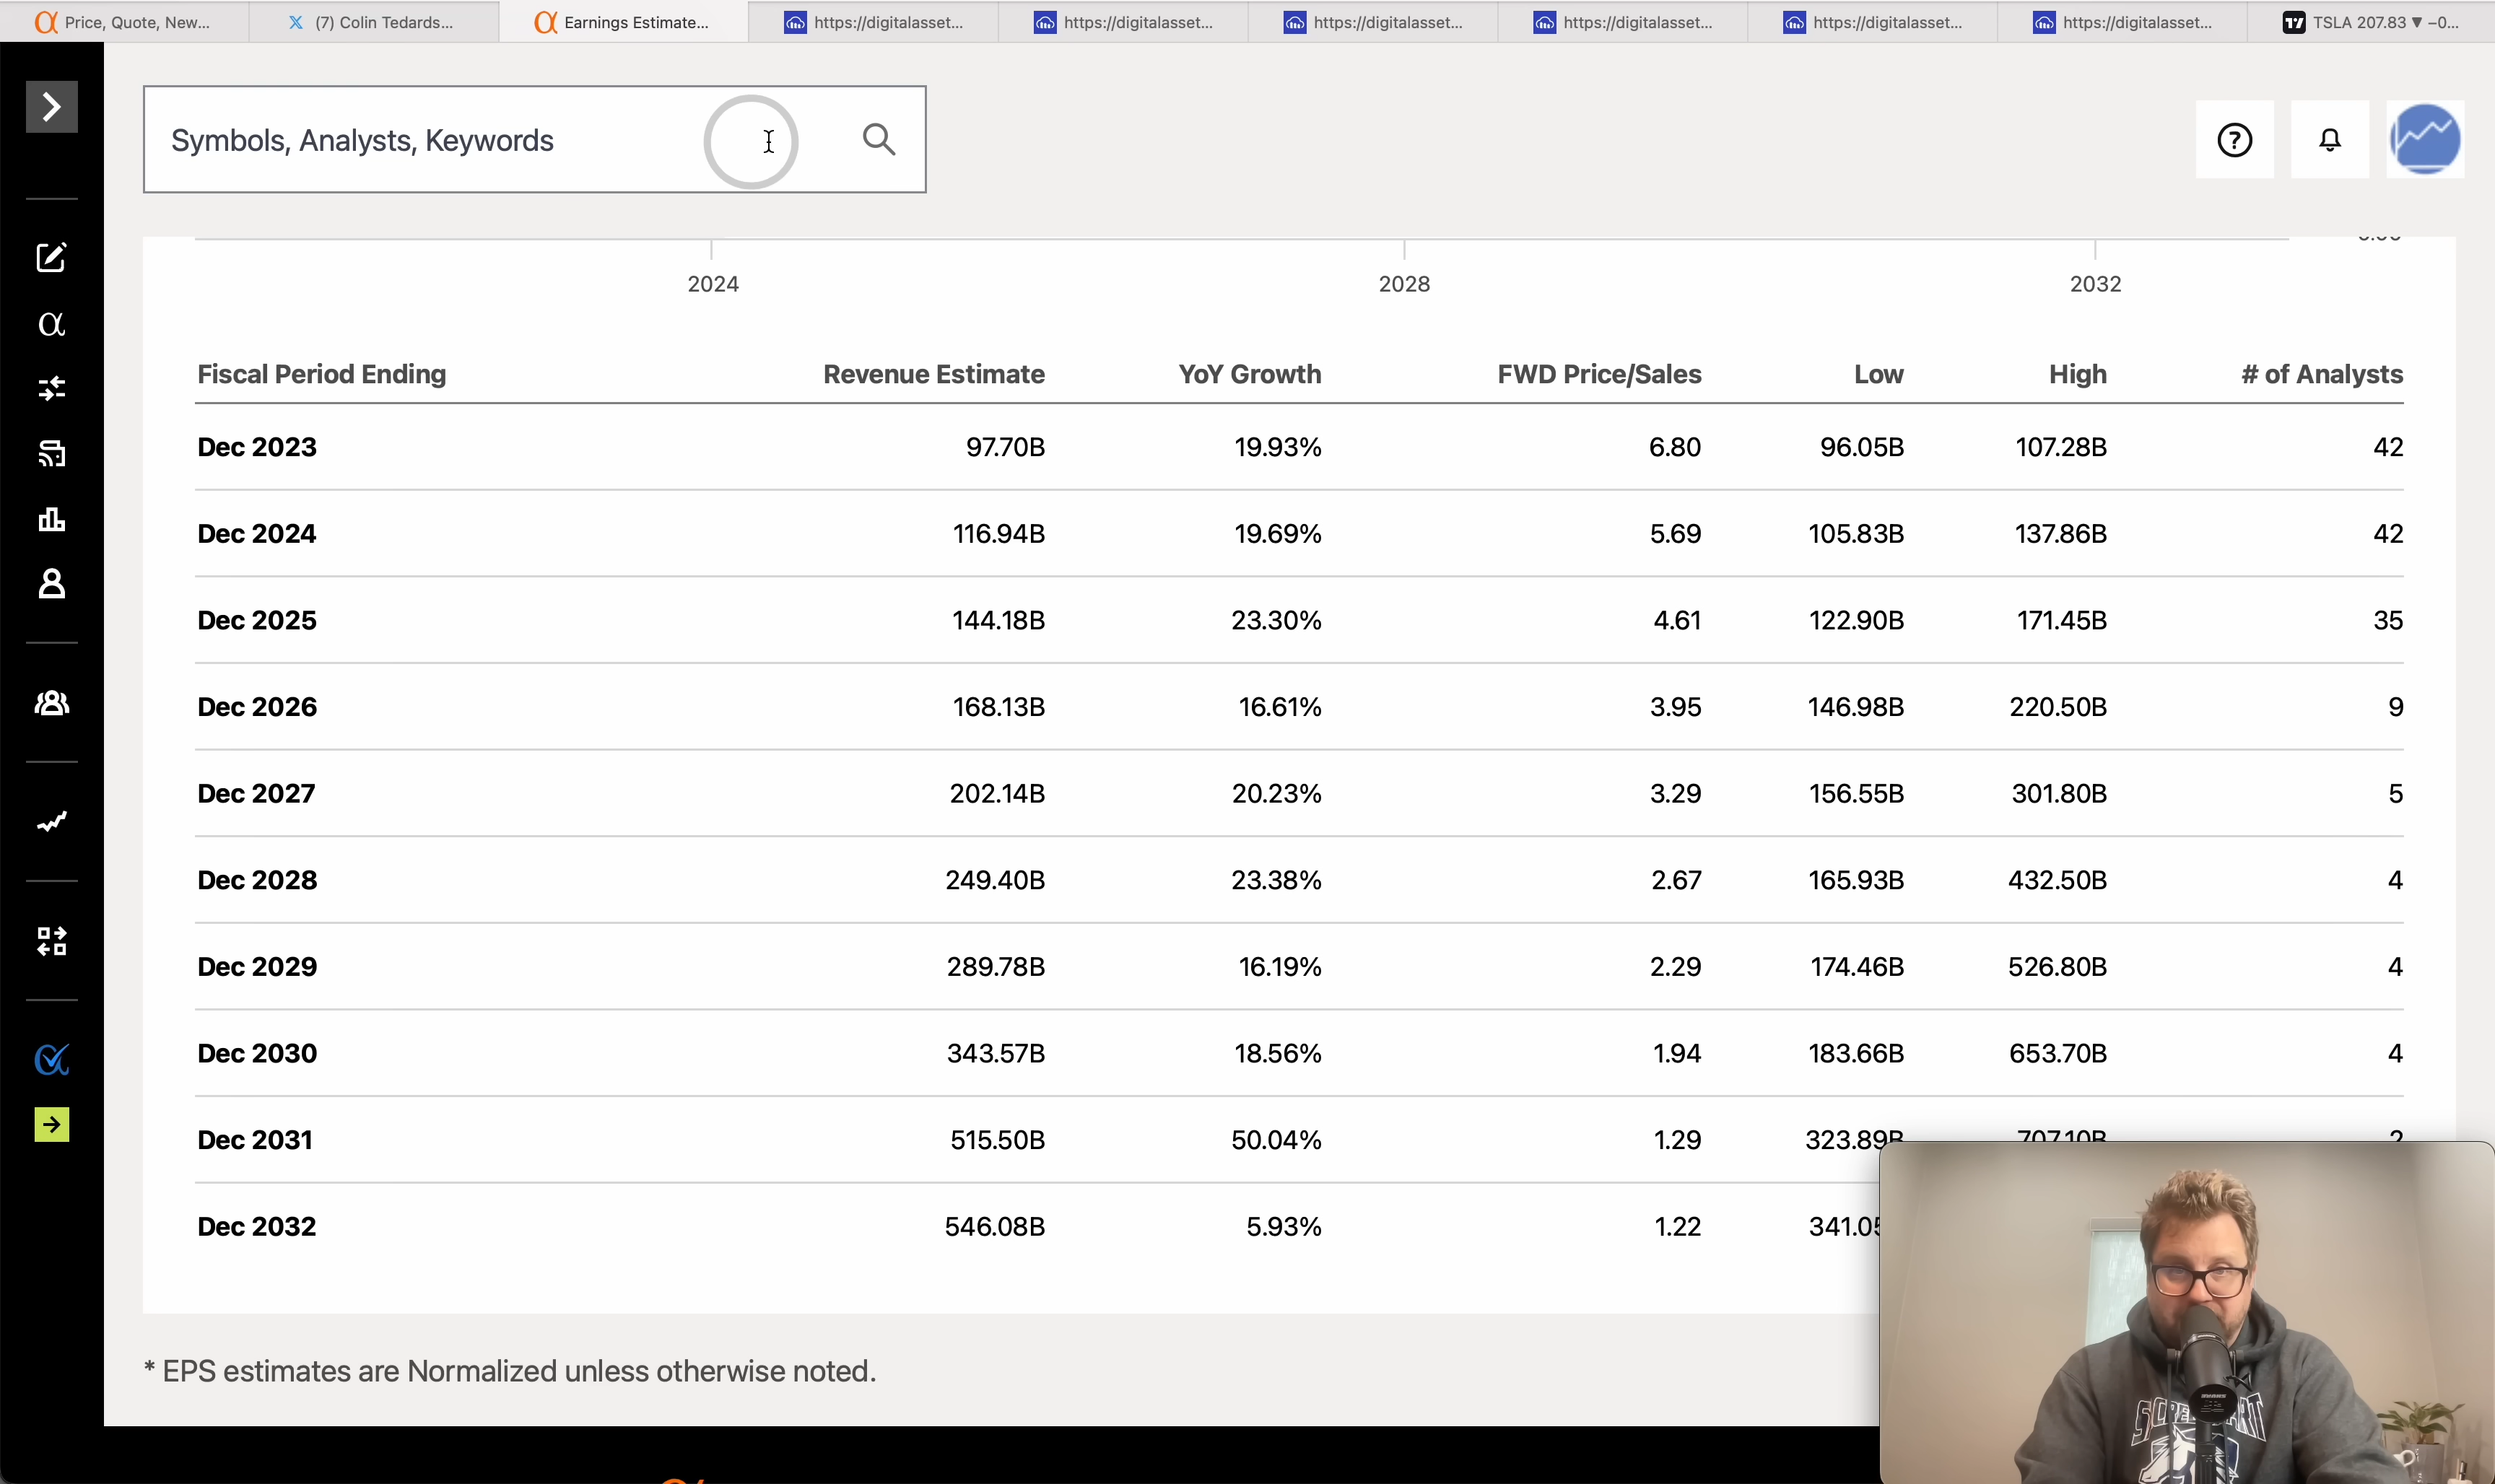 Price, Quote, New...
(7) Colin Tedards...
Earnings Estimate...
https://digitalasset...
https://digitalasset...
https://digitalasset...
https://digitalasset...
https://digitalasset...
https://digitalasset...
TSLA 207.83 ▼ −0...
Symbols, Analysts, Keywords
2024 2028 2032
Fiscal Period Ending Revenue Estimate YoY Growth FWD Price/Sales Low High # of Analysts
Dec 2023 97.70B 19.93% 6.80 96.05B 107.28B 42
Dec 2024 116.94B 19.69% 5.69 105.83B 137.86B 42
Dec 2025 144.18B 23.30% 4.61 122.90B 171.45B 35
Dec 2026 168.13B 16.61% 3.95 146.98B 220.50B 9
Dec 2027 202.14B 20.23% 3.29 156.55B 301.80B 5
Dec 2028 249.40B 23.38% 2.67 165.93B 432.50B 4
Dec 2029 289.78B 16.19% 2.29 174.46B 526.80B 4
Dec 2030 343.57B 18.56% 1.94 183.66B 653.70B 4
Dec 2031 515.50B 50.04% 1.29 323.89B 707.10B 2
Dec 2032 546.08B 5.93% 1.22 341.05
* EPS estimates are Normalized unless otherwise noted.